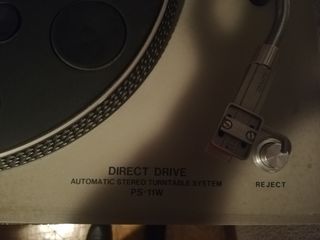 DIRECT DRIVE
AUTOMATIC STEREO TURNTABLE SYSTEM
PS-11W
REJECT